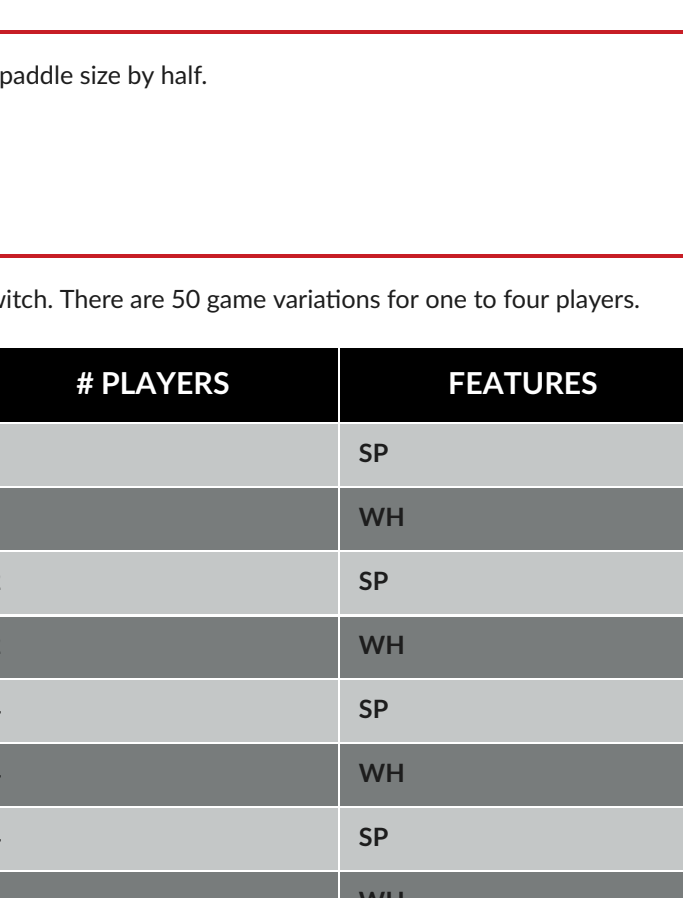 paddle size by half.
witch. There are 50 game variations for one to four players.
# PLAYERS FEATURES
SP
WH
SP
WH
SP
WH
SP
WH